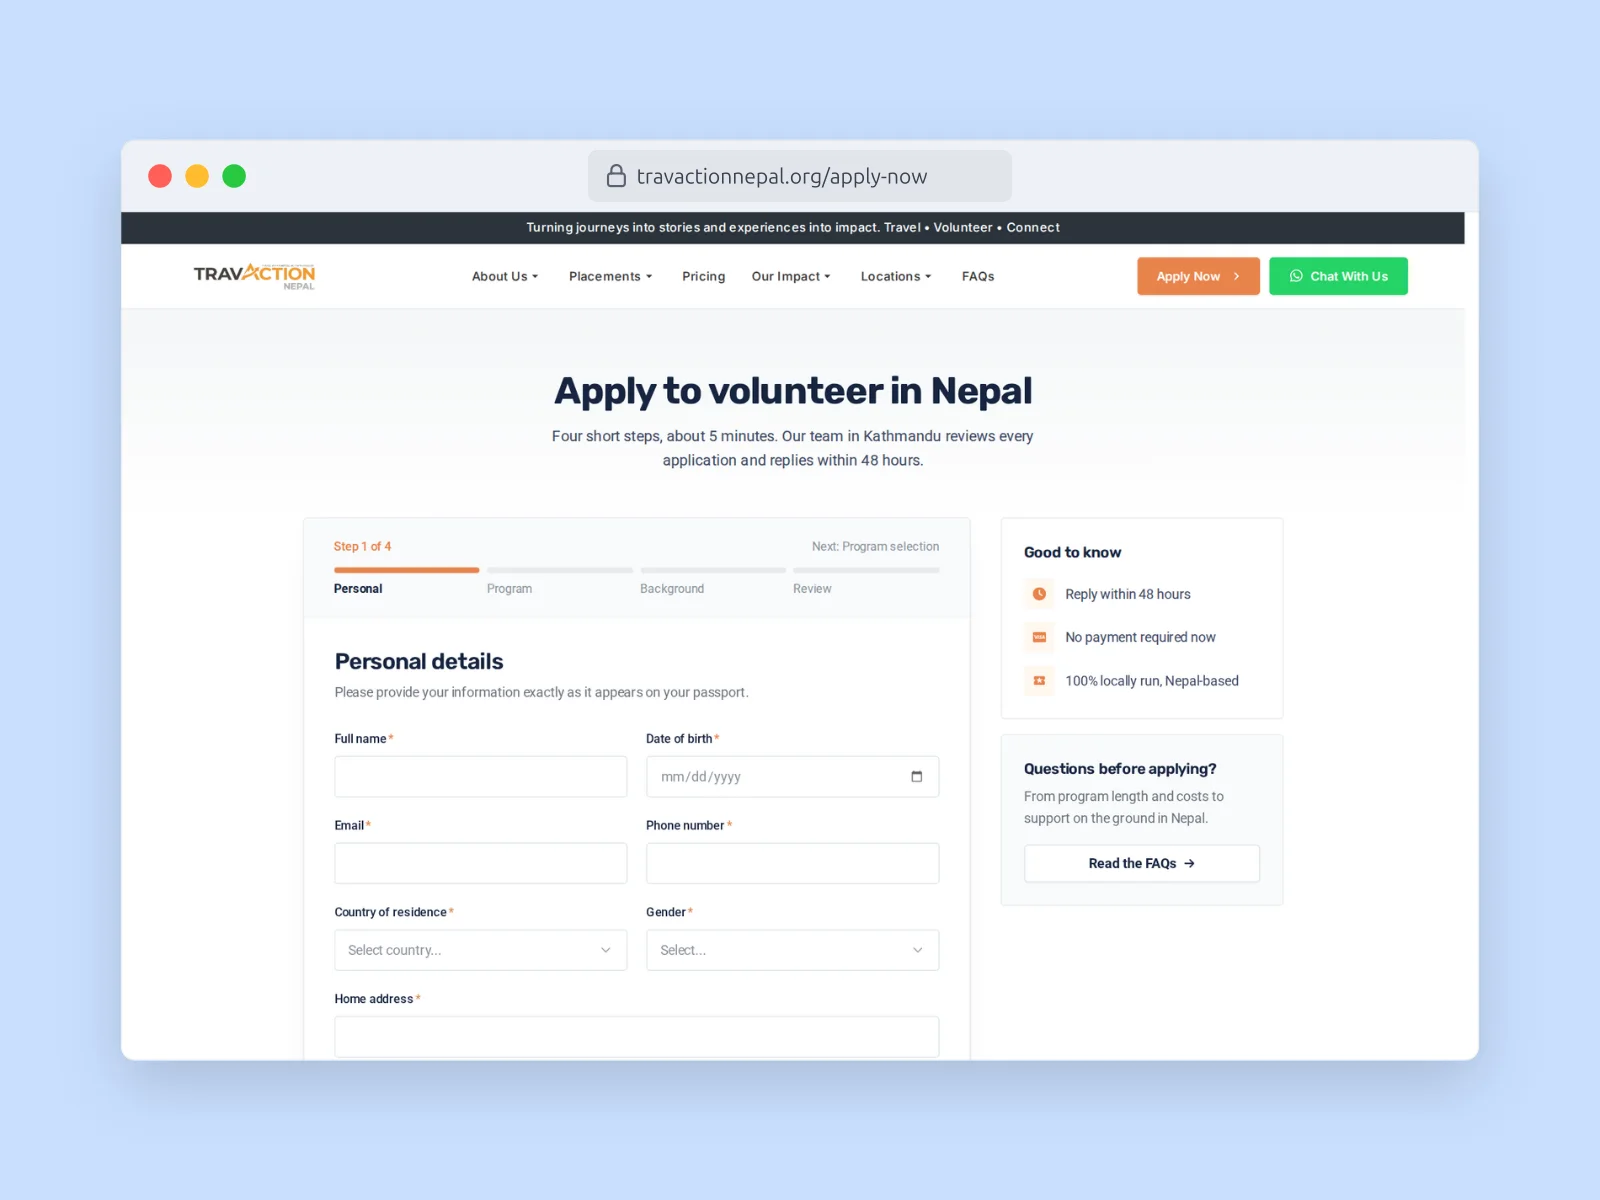 travactionnepal.org/apply-now
Turning journeys into stories and experiences into impact. Travel • Volunteer • Connect
TRAVACTION
NEPAL
About Us
Placements
Pricing
Our Impact
Locations
FAQs
Apply Now
Chat With Us
Apply to volunteer in Nepal
Four short steps, about 5 minutes. Our team in Kathmandu reviews every
application and replies within 48 hours.
Step 1 of 4
Next: Program selection
Personal
Program
Background
Review
Personal details
Please provide your information exactly as it appears on your passport.
Full name *
Date of birth *
mm/dd/yyyy
Email *
Phone number *
Country of residence *
Gender *
Select country...
Select...
Home address *
Good to know
Reply within 48 hours
No payment required now
100% locally run, Nepal-based
Questions before applying?
From program length and costs to
support on the ground in Nepal.
Read the FAQs →